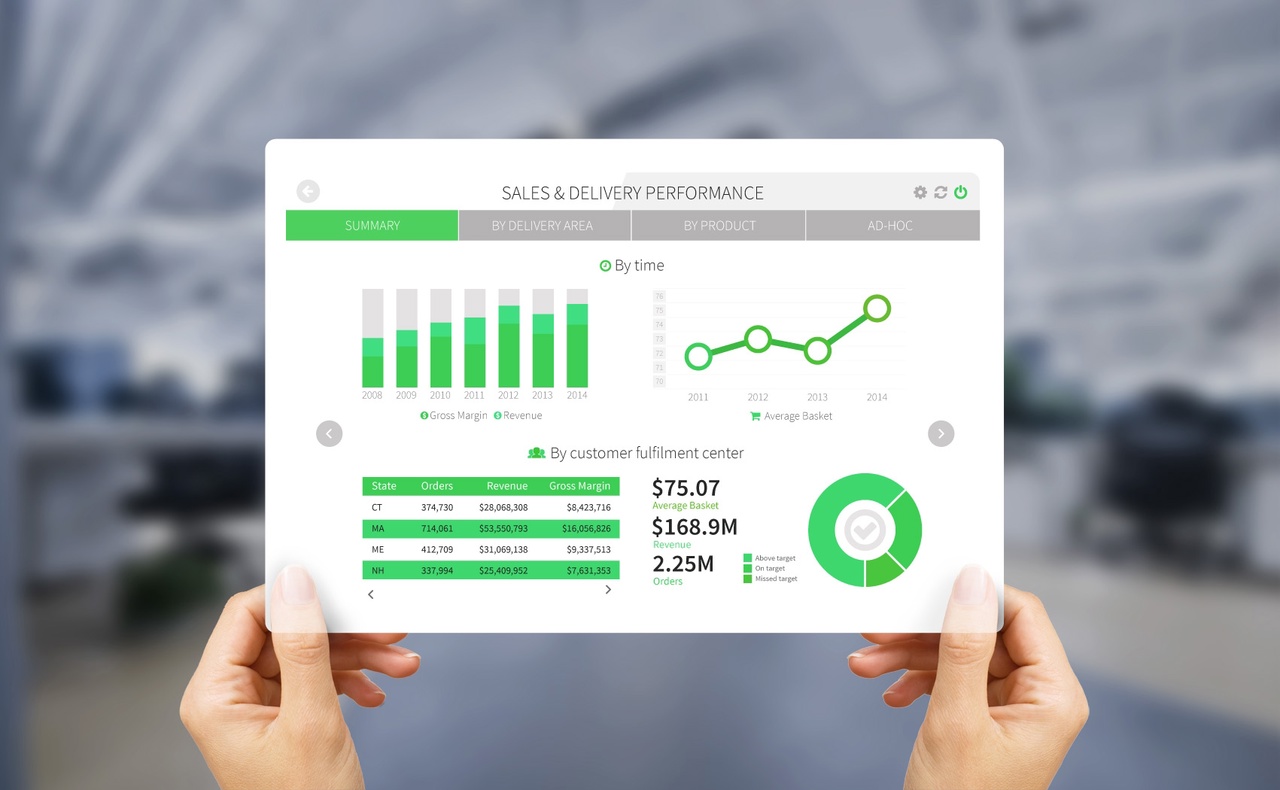 SALES & DELIVERY PERFORMANCE
SUMMARY BY DELIVERY AREA BY PRODUCT AD-HOC
By time
76
75
74
73
72
71
70
2008 2009 2010 2011 2012 2013 2014
2011 2012 2013 2014
$ Gross Margin $ Revenue
Average Basket
By customer fulfilment center
State Orders Revenue Gross Margin
CT 374,730 $28,068,308 $8,423,716
MA 714,061 $53,550,793 $16,056,826
ME 412,709 $31,069,138 $9,337,513
NH 337,994 $25,409,952 $7,631,353
$75.07
Average Basket
$168.9M
Revenue
2.25M
Orders
Above target
On target
Missed target